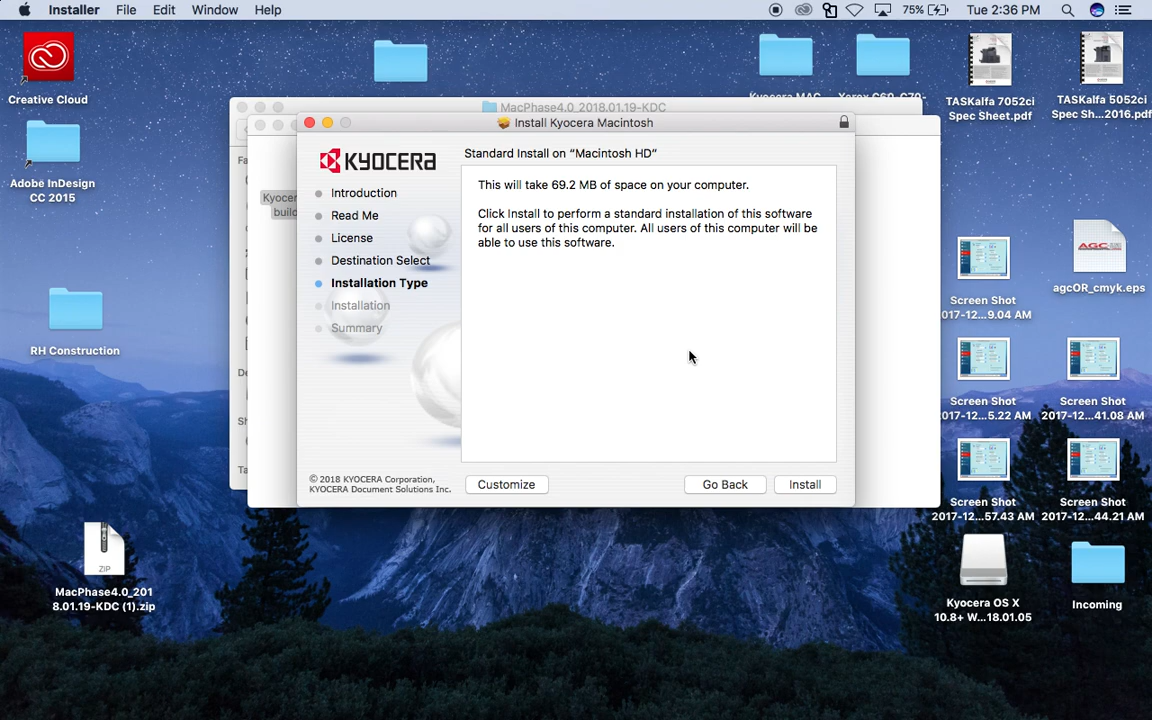 Installer File Edit Window Help
75% Tue 2:36 PM
Creative Cloud
Adobe InDesign
CC 2015
RH Construction
ZIP
MacPhase4.0_201
8.01.19-KDC (1).zip
MacPhase4.0_2018.01.19-KDC
Install Kyocera Macintosh
KYOCERA
Introduction
Read Me
License
Destination Select
Installation Type
Installation
Summary
© 2018 KYOCERA Corporation,
KYOCERA Document Solutions Inc.
Standard Install on “Macintosh HD”
This will take 69.2 MB of space on your computer.
Click Install to perform a standard installation of this software
for all users of this computer. All users of this computer will be
able to use this software.
Customize
Go Back
Install
TASKalfa 7052ci
Spec Sheet.pdf
TASKalfa 5052ci
Spec Sh...2016.pdf
AGC
agcOR_cmyk.eps
Screen Shot
2017-12...9.04 AM
Screen Shot
2017-12...5.22 AM
Screen Shot
2017-12...41.08 AM
Screen Shot
2017-12...57.43 AM
Screen Shot
2017-12...44.21 AM
Kyocera OS X
10.8+ W...18.01.05
Incoming